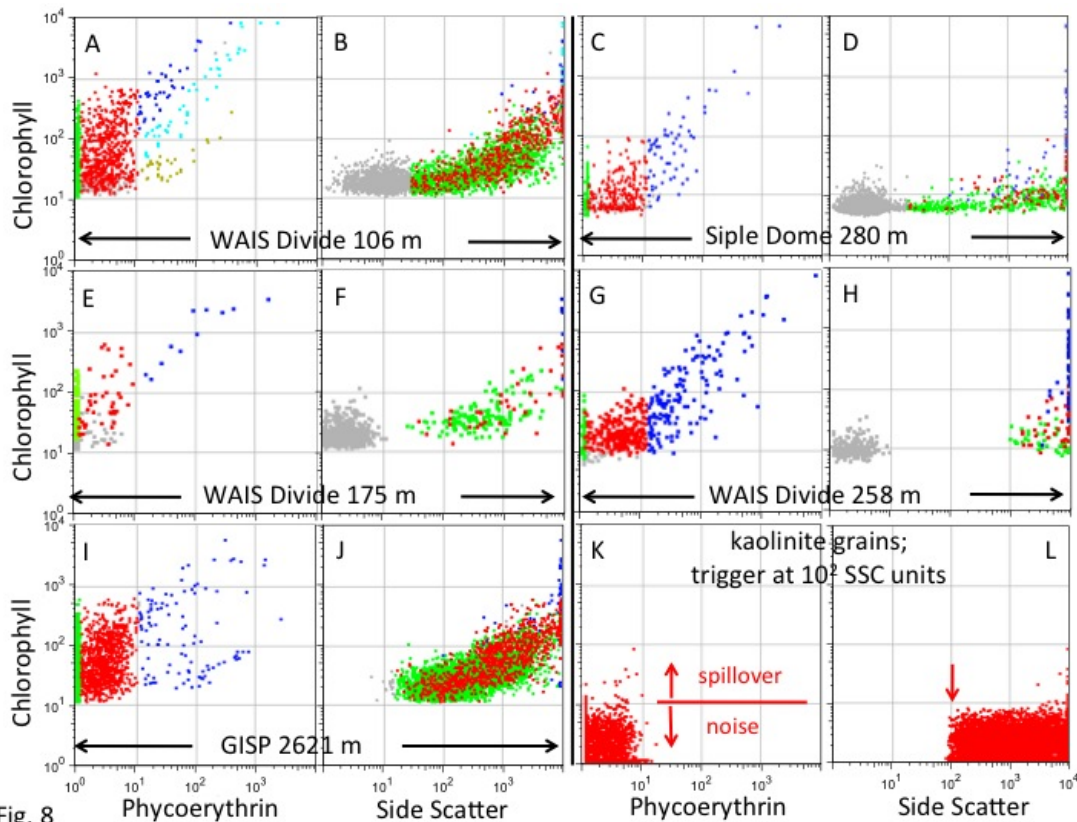 10⁴
10³
10²
10¹
10⁰
Chlorophyll
A
B
WAIS Divide 106 m
C
D
Siple Dome 280 m
10⁴
10³
10²
10¹
10⁰
Chlorophyll
E
F
WAIS Divide 175 m
G
H
WAIS Divide 258 m
10⁴
10³
10²
10¹
10⁰
Chlorophyll
I
J
GISP 2621 m
K
L
kaolinite grains;
trigger at 10² SSC units
spillover
noise
10⁰ 10¹ 10² 10³ 10¹ 10² 10³ 10¹ 10² 10³ 10¹ 10² 10³ 10⁴
Phycoerythrin
Side Scatter
Phycoerythrin
Side Scatter
Fig. 8